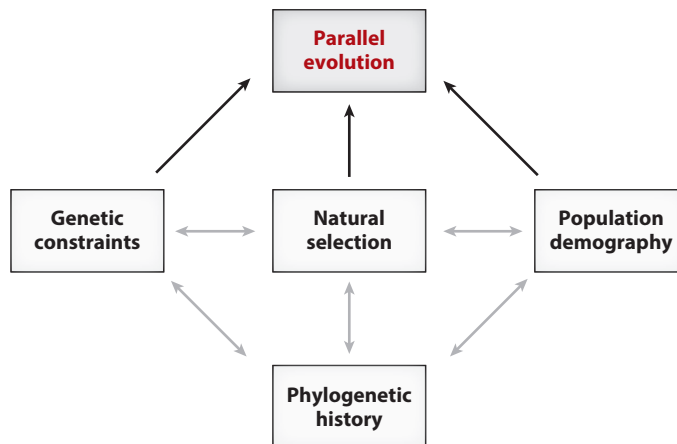 Parallel
evolution
Genetic
constraints
Natural
selection
Population
demography
Phylogenetic
history